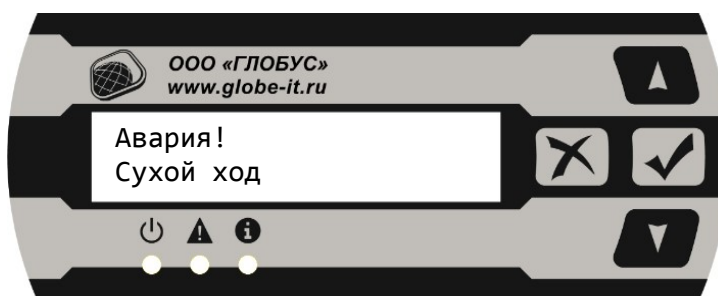 ООО «ГЛОБУС»
www.globe-it.ru
Авария!
Сухой ход